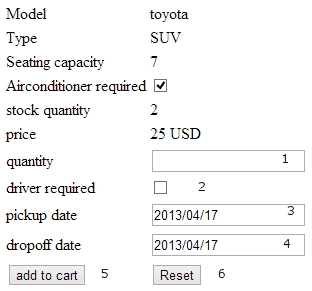 Model toyota
Type SUV
Seating capacity 7
Airconditioner required
stock quantity 2
price 25 USD
quantity 1
driver required 2
pickup date 2013/04/17 3
dropoff date 2013/04/17 4
add to cart 5 Reset 6